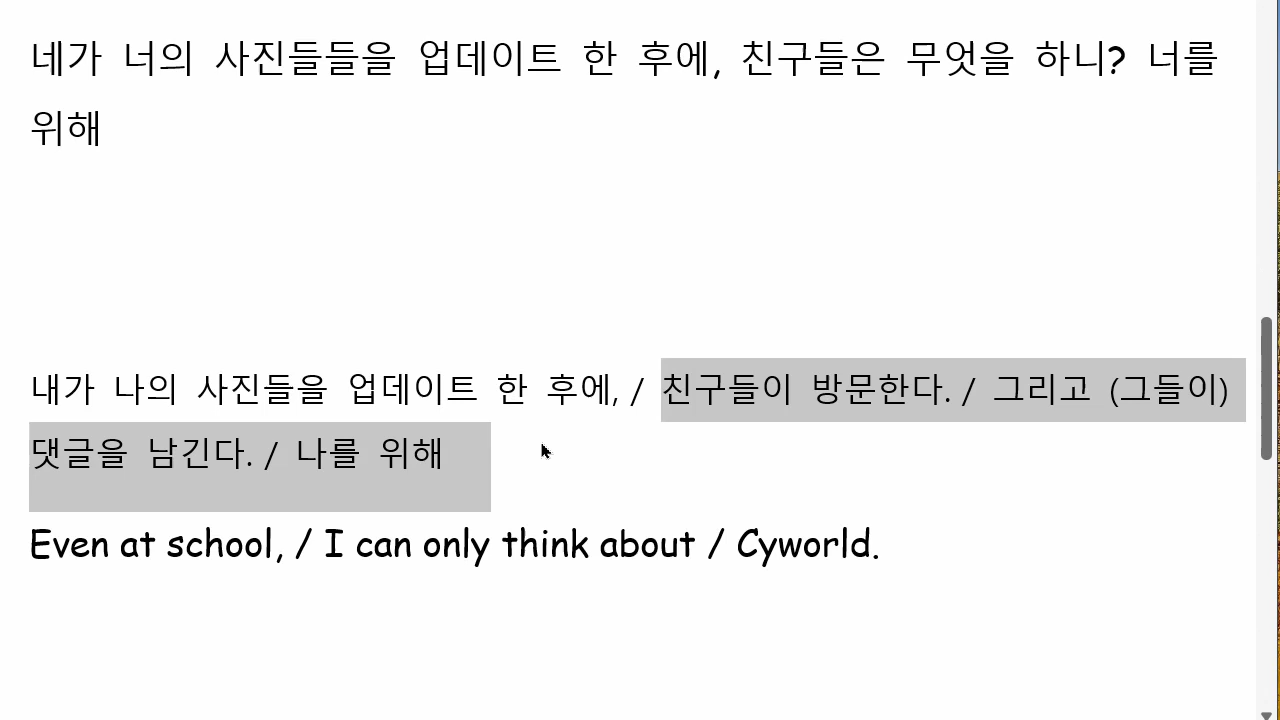 네가 너의 사진들들을 업데이트 한 후에, 친구들은 무엇을 하니? 너를
위해
내가 나의 사진들을 업데이트 한 후에, / 친구들이 방문한다. / 그리고 (그들이)
댓글을 남긴다. / 나를 위해
Even at school, / I can only think about / Cyworld.